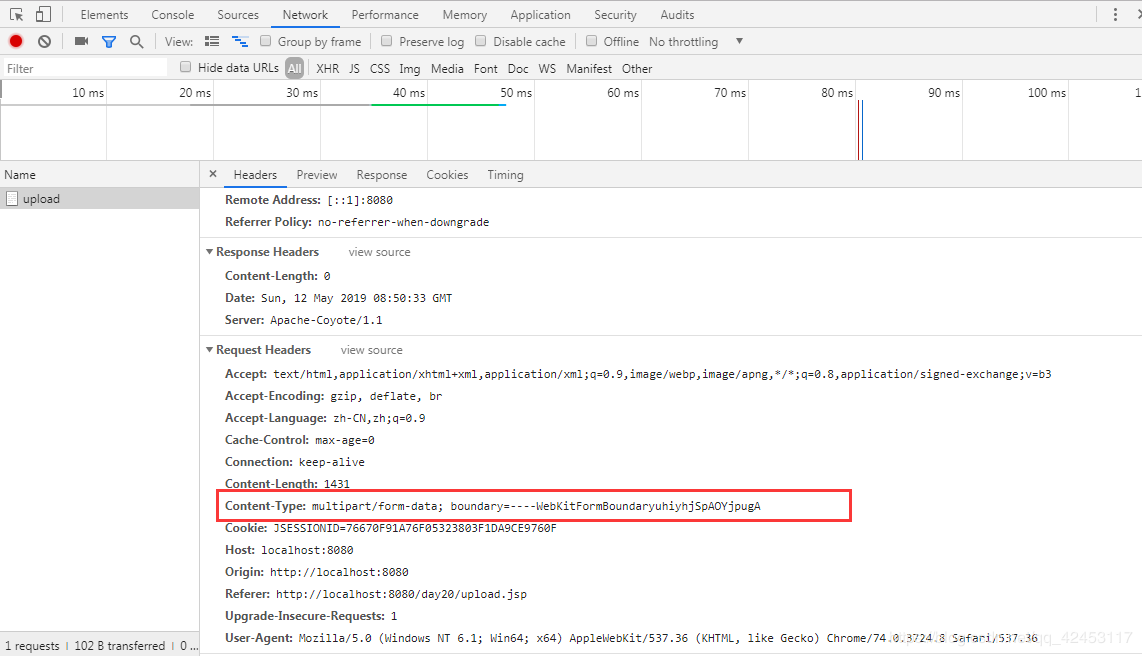 Elements Console Sources Network Performance Memory Application Security Audits
View: Group by frame Preserve log Disable cache Offline No throttling
Filter Hide data URLs All XHR JS CSS Img Media Font Doc WS Manifest Other
10 ms 20 ms 30 ms 40 ms 50 ms 60 ms 70 ms 80 ms 90 ms 100 ms 1
Name × Headers Preview Response Cookies Timing
upload
Remote Address: [::1]:8080
Referrer Policy: no-referrer-when-downgrade
Response Headers view source
Content-Length: 0
Date: Sun, 12 May 2019 08:50:33 GMT
Server: Apache-Coyote/1.1
Request Headers view source
Accept: text/html,application/xhtml+xml,application/xml;q=0.9,image/webp,image/apng,*/*;q=0.8,application/signed-exchange;v=b3
Accept-Encoding: gzip, deflate, br
Accept-Language: zh-CN,zh;q=0.9
Cache-Control: max-age=0
Connection: keep-alive
Content-Length: 1431
Content-Type: multipart/form-data; boundary=----WebKitFormBoundaryuhiyhjSpAOYjpugA
Cookie: JSESSIONID=76670F91A76F05323803F1DA9CE9760F
Host: localhost:8080
Origin: http://localhost:8080
Referer: http://localhost:8080/day20/upload.jsp
Upgrade-Insecure-Requests: 1
User-Agent: Mozilla/5.0 (Windows NT 6.1; Win64; x64) AppleWebKit/537.36 (KHTML, like Gecko) Chrome/74.0.3724.8 Safari/537.36
1 requests 102 B transferred 0 ...
qq_42453117